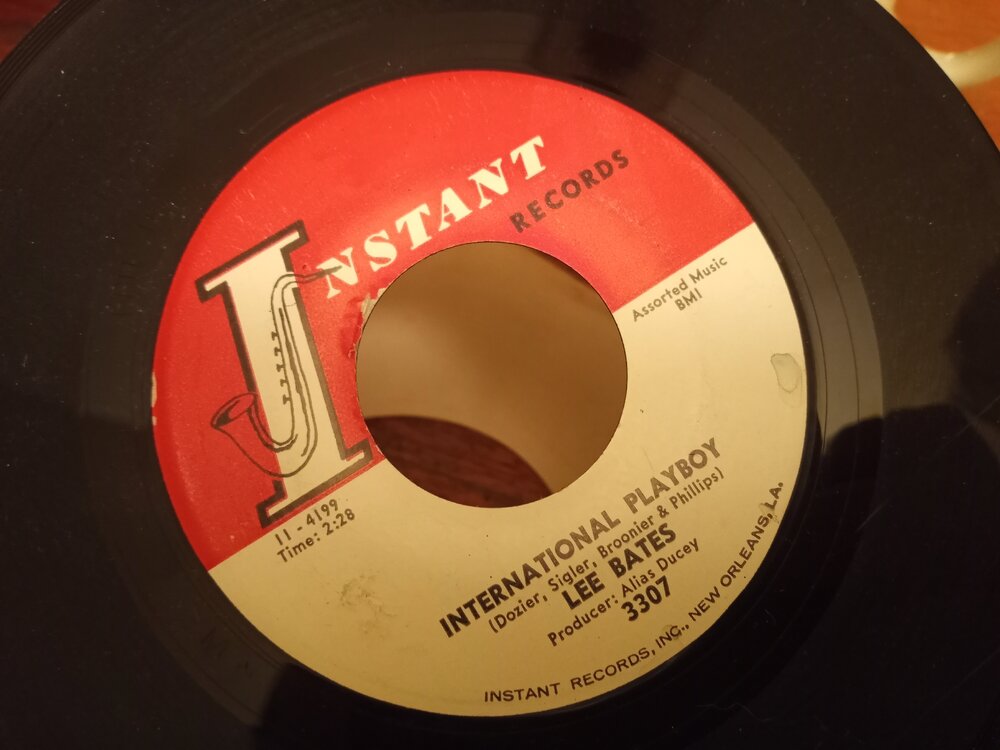 INSTANT
RECORDS
Assorted Music
BMI
11-4199
Time: 2:28
INTERNATIONAL PLAYBOY
(Dozier, Sigler, Broonier & Phillips)
LEE BATES
Producer: Alias Ducey
3307
INSTANT RECORDS, INC., NEW ORLEANS, LA.